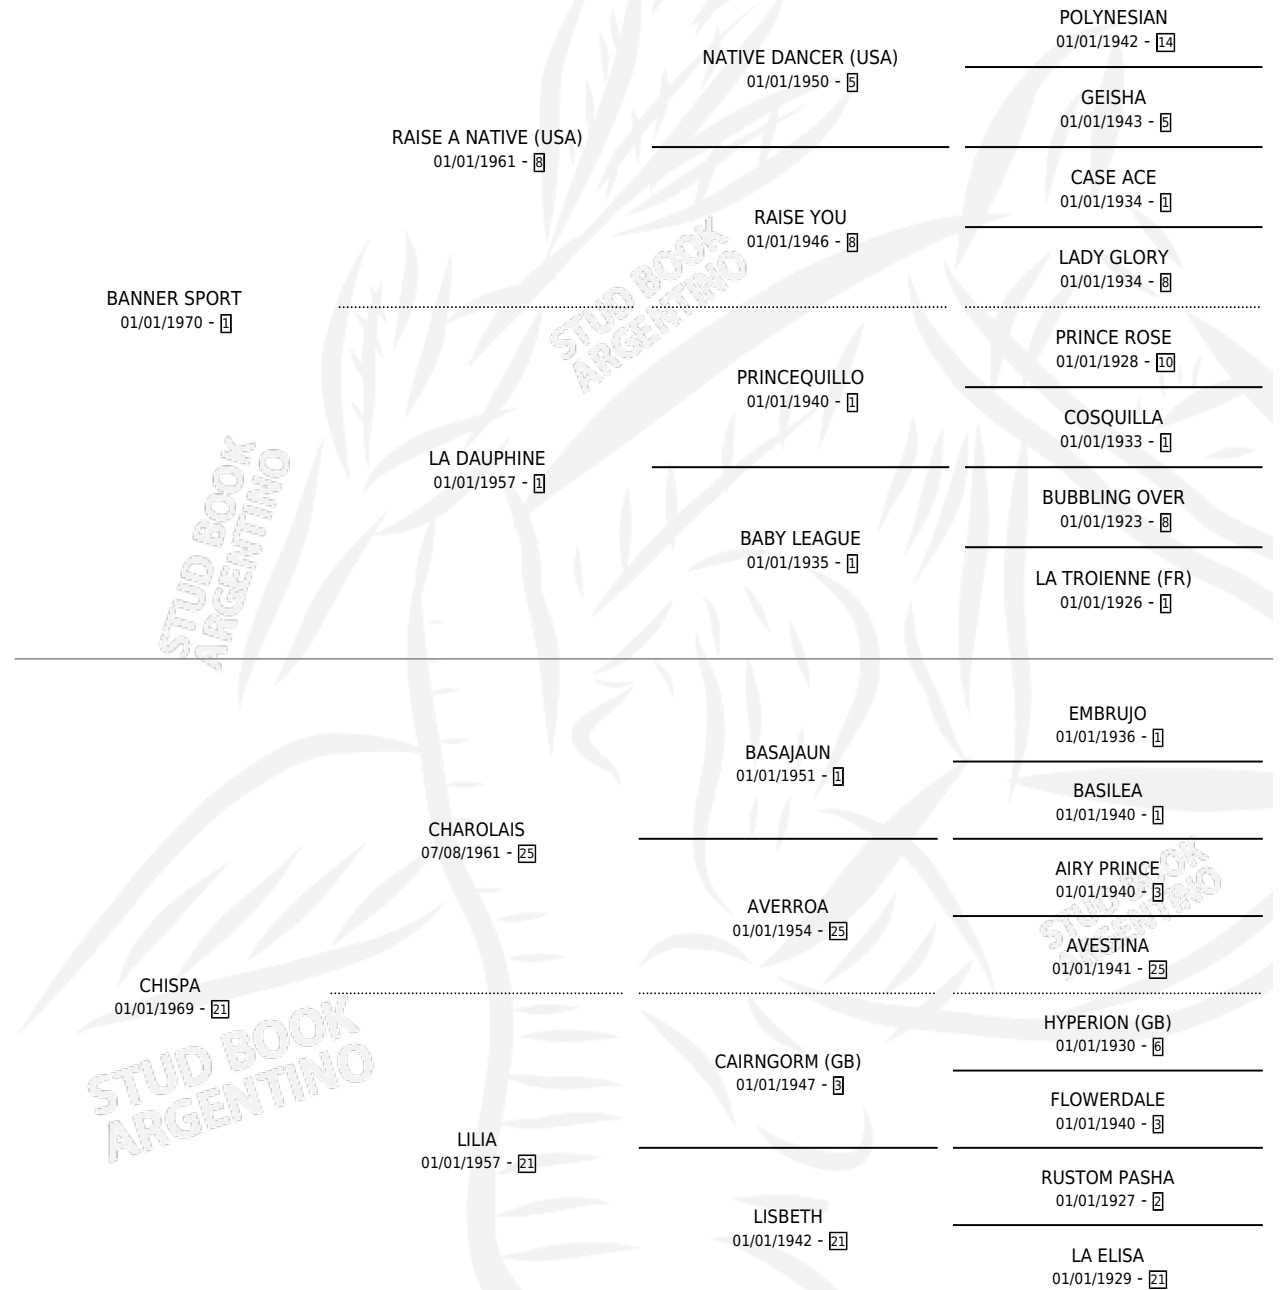 POLYNESIAN
01/01/1942 - 14
NATIVE DANCER (USA)
01/01/1950 - 5
GEISHA
01/01/1943 - 5
RAISE A NATIVE (USA)
01/01/1961 - 8
CASE ACE
01/01/1934 - 1
RAISE YOU
01/01/1946 - 8
LADY GLORY
01/01/1934 - 8
BANNER SPORT
01/01/1970 - 1
STUD BOOK
ARGENTINO
PRINCE ROSE
01/01/1928 - 10
PRINCEQUILLO
01/01/1940 - 1
COSQUILLA
01/01/1933 - 1
LA DAUPHINE
01/01/1957 - 1
BUBBLING OVER
01/01/1923 - 8
BABY LEAGUE
01/01/1935 - 1
LA TROIENNE (FR)
01/01/1926 - 1
STUD BOOK
ARGENTINO
EMBRUJO
01/01/1936 - 1
BASAJAUN
01/01/1951 - 1
BASILEA
01/01/1940 - 1
CHAROLAIS
07/08/1961 - 25
AIRY PRINCE
01/01/1940 - 3
AVERROA
01/01/1954 - 25
AVESTINA
01/01/1941 - 25
STUD BOOK
ARGENTINO
CHISPA
01/01/1969 - 21
STUD BOOK
ARGENTINO
HYPERION (GB)
01/01/1930 - 6
CAIRNGORM (GB)
01/01/1947 - 3
FLOWERDALE
01/01/1940 - 3
LILIA
01/01/1957 - 21
RUSTOM PASHA
01/01/1927 - 2
LISBETH
01/01/1942 - 21
LA ELISA
01/01/1929 - 21